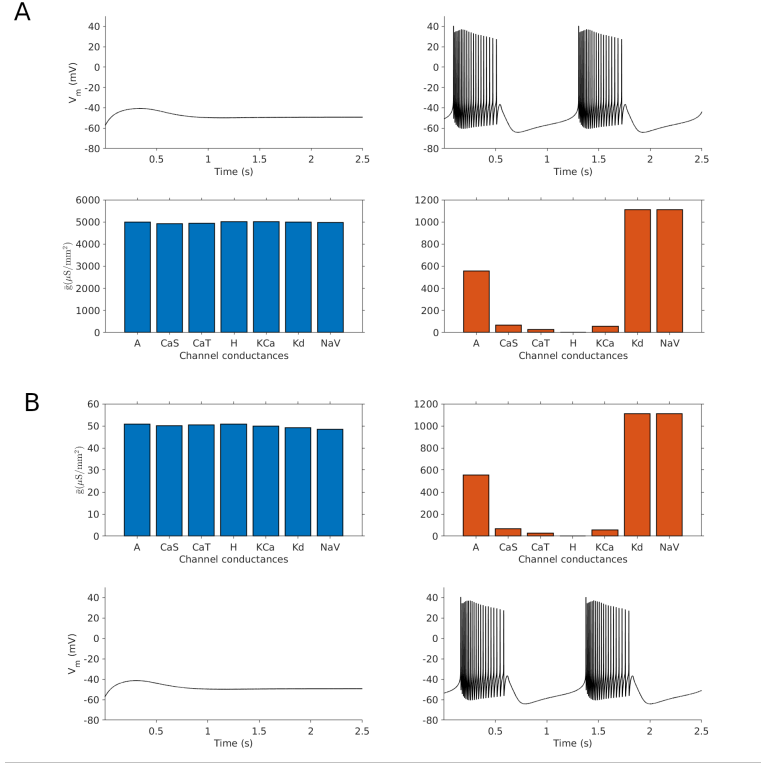 A
40
20
0
-20
-40
-60
-80
V_m (mV)
0.5 1 1.5 2 2.5
Time (s)
40
20
0
-20
-40
-60
-80
0.5 1 1.5 2 2.5
Time (s)
6000
5000
4000
3000
2000
1000
0
ḡ(μS/mm²)
A CaS CaT H KCa Kd NaV
Channel conductances
1200
1000
800
600
400
200
0
A CaS CaT H KCa Kd NaV
Channel conductances
B
60
50
40
30
20
10
0
ḡ(μS/mm²)
A CaS CaT H KCa Kd NaV
Channel conductances
1200
1000
800
600
400
200
0
A CaS CaT H KCa Kd NaV
Channel conductances
40
20
0
-20
-40
-60
-80
V_m (mV)
0.5 1 1.5 2 2.5
Time (s)
40
20
0
-20
-40
-60
-80
0.5 1 1.5 2 2.5
Time (s)